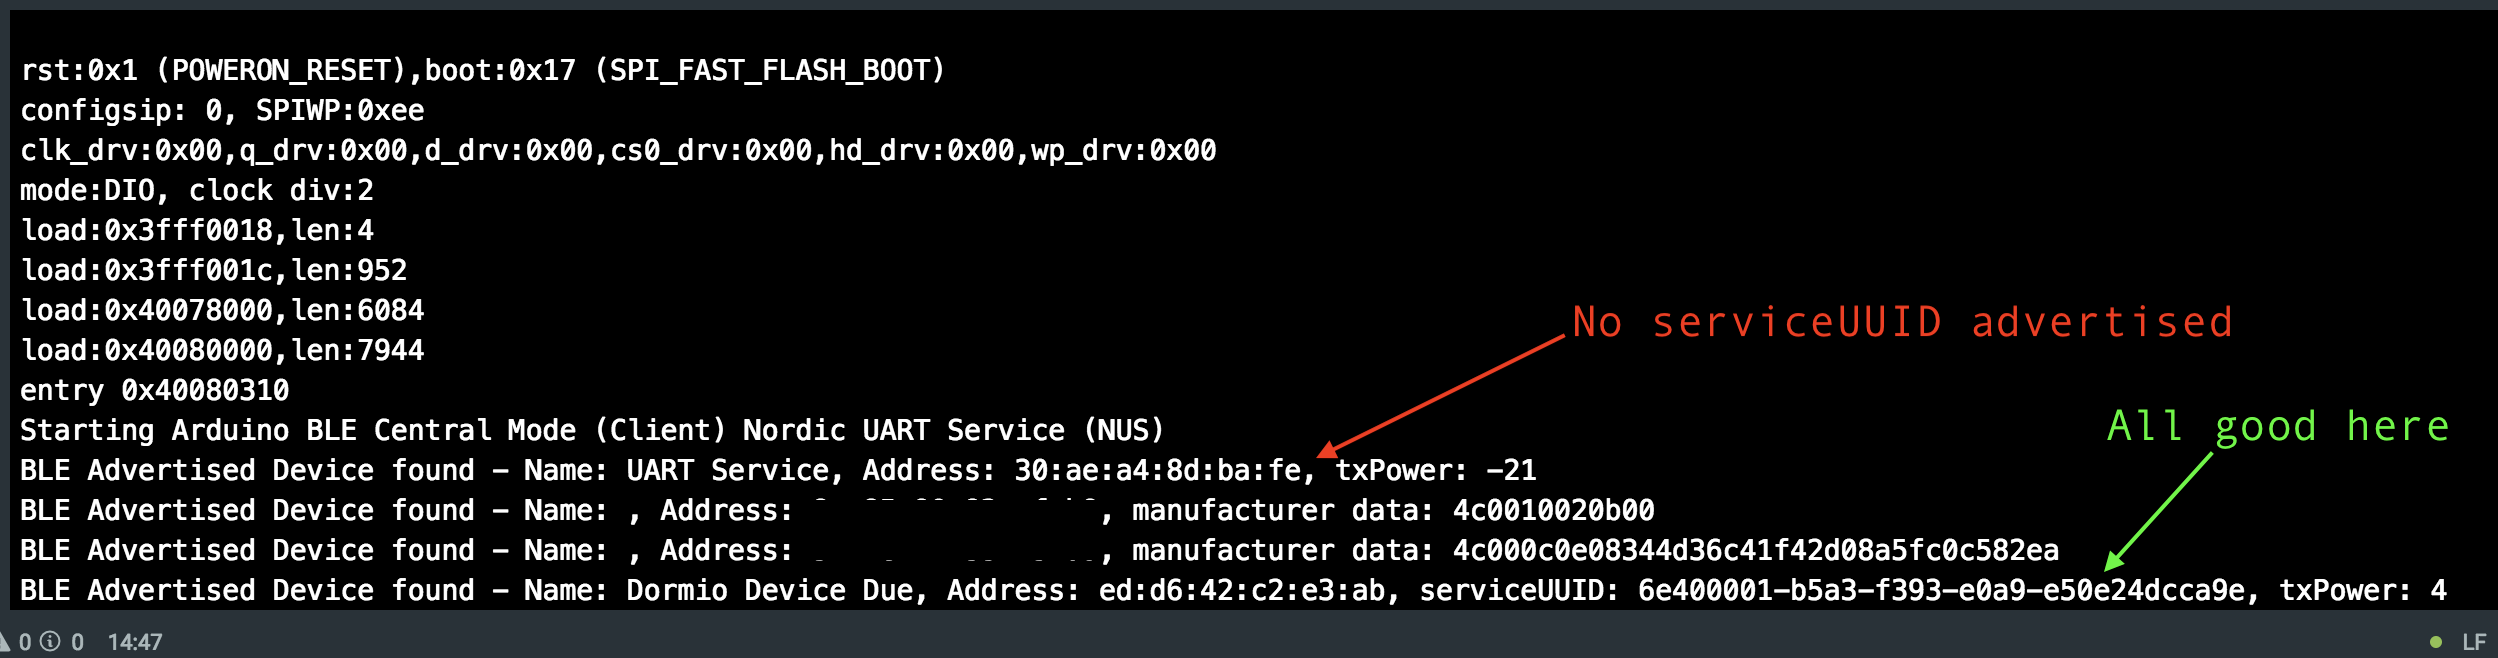 rst:0x1 (POWERON_RESET),boot:0x17 (SPI_FAST_FLASH_BOOT)
configsip: 0, SPIWP:0xee
clk_drv:0x00,q_drv:0x00,d_drv:0x00,cs0_drv:0x00,hd_drv:0x00,wp_drv:0x00
mode:DIO, clock div:2
load:0x3fff0018,len:4
load:0x3fff001c,len:952
load:0x40078000,len:6084
No serviceUUID advertised
load:0x40080000,len:7944
entry 0x40080310
Starting Arduino BLE Central Mode (Client) Nordic UART Service (NUS)
All good here
BLE Advertised Device found - Name: UART Service, Address: 30:ae:a4:8d:ba:fe, txPower: -21
BLE Advertised Device found - Name: , Address: , manufacturer data: 4c0010020b00
BLE Advertised Device found - Name: , Address: , manufacturer data: 4c000c0e08344d36c41f42d08a5fc0c582ea
BLE Advertised Device found - Name: Dormio Device Due, Address: ed:d6:42:c2:e3:ab, serviceUUID: 6e400001-b5a3-f393-e0a9-e50e24dcca9e, txPower: 4
0 0 14:47 LF